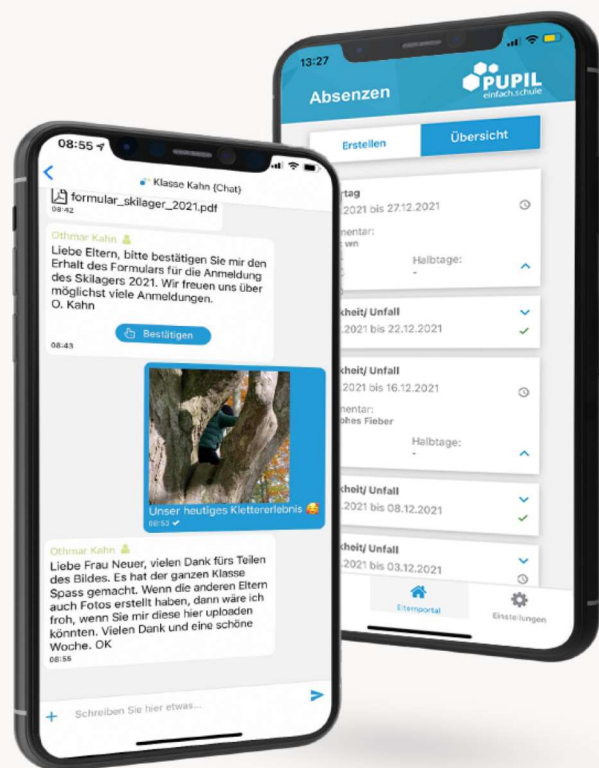 08:55
Klasse Kahn {Chat}
formular_skilager_2021.pdf
08:42
Othmar Kahn
Liebe Eltern, bitte bestätigen Sie mir den
Erhalt des Formulars für die Anmeldung
des Skilagers 2021. Wir freuen uns über
möglichst viele Anmeldungen.
O. Kahn
Bestätigen
08:43
Unser heutiges Klettererlebnis 🥰
08:53
Othmar Kahn
Liebe Frau Neuer, vielen Dank fürs Teilen
des Bildes. Es hat der ganzen Klasse
Spass gemacht. Wenn die anderen Eltern
auch Fotos erstellt haben, dann wäre ich
froh, wenn Sie mir diese hier uploaden
könnten. Vielen Dank und eine schöne
Woche. OK
08:55
Schreiben Sie hier etwas...
13:27
Absenzen
PUPIL
einfach.schule
Erstellen
Übersicht
rtag
.2021 bis 27.12.2021
mentar:
wn
Halbtage:
-
kheit/ Unfall
.2021 bis 22.12.2021
kheit/ Unfall
.2021 bis 16.12.2021
mentar:
ohes Fieber
Halbtage:
-
kheit/ Unfall
.2021 bis 08.12.2021
kheit/ Unfall
.2021 bis 03.12.2021
Elternportal
Einstellungen